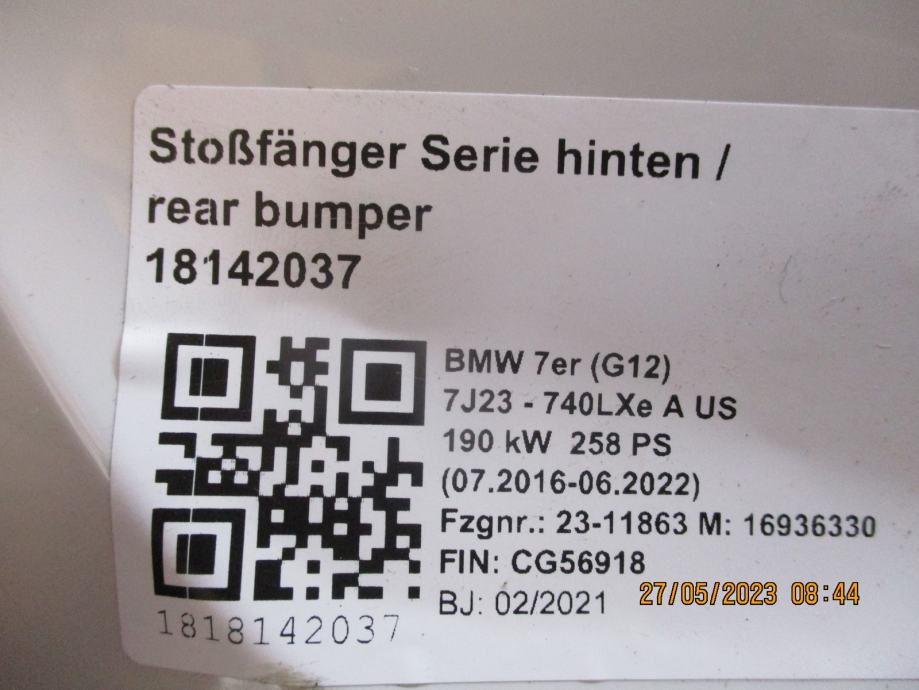 Stoßfänger Serie hinten /
rear bumper
18142037
BMW 7er (G12)
7J23 - 740LXe A US
190 kW 258 PS
(07.2016-06.2022)
Fzgnr.: 23-11863 M: 16936330
FIN: CG56918
BJ: 02/2021
27/05/2023 08:44
1818142037